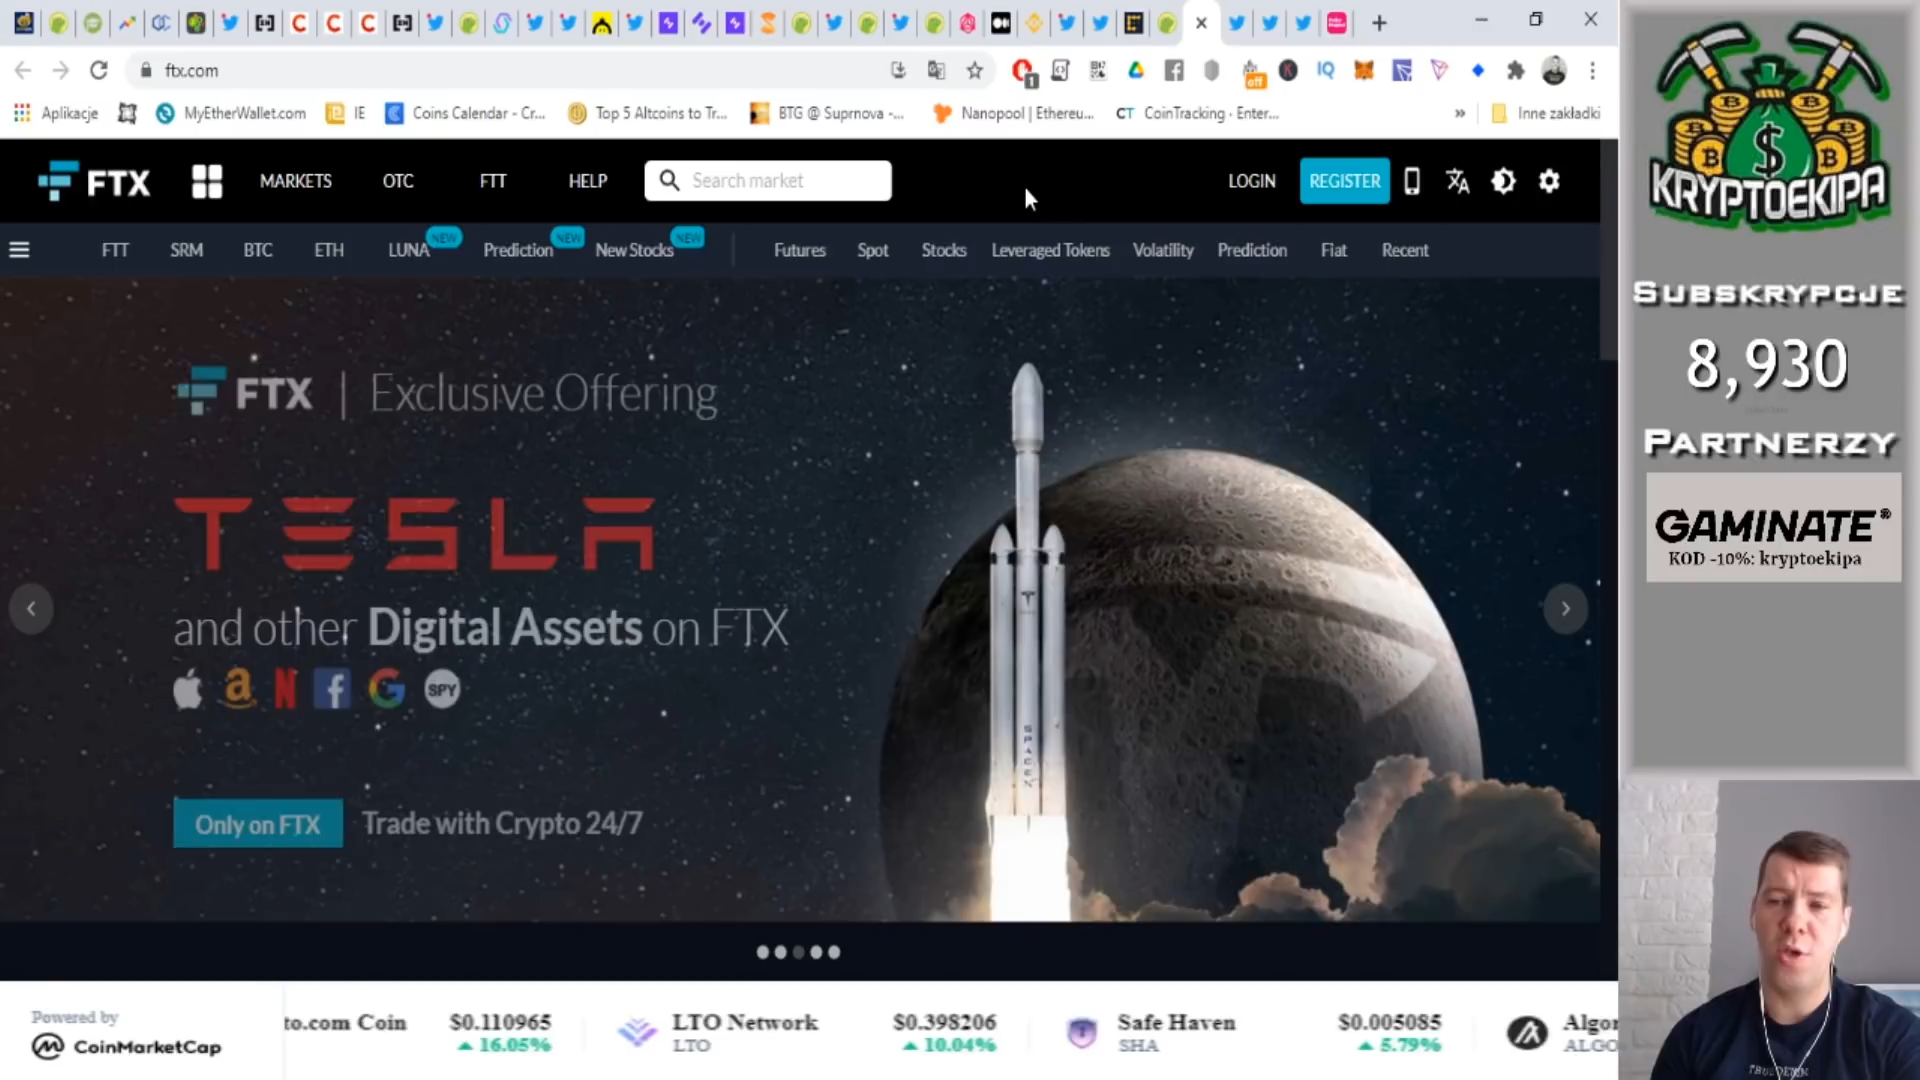 ftx.com
Aplikacje
MyEtherWallet.com
IE
Coins Calendar - Cr...
Top 5 Altcoins to Tr...
BTG @ Suprnova -...
Nanopool | Ethereu...
CT CoinTracking · Enter...
»
Inne zakładki
FTX
MARKETS
OTC
FTT
HELP
Search market
LOGIN
REGISTER
FTT
SRM
BTC
ETH
LUNA NEW
Prediction NEW
New Stocks NEW
Futures
Spot
Stocks
Leveraged Tokens
Volatility
Prediction
Fiat
Recent
FTX | Exclusive Offering
TESLA
and other Digital Assets on FTX
SPY
Only on FTX
Trade with Crypto 24/7
SPACEX
Powered by
CoinMarketCap
to.com Coin
$0.110965
16.05%
LTO Network
LTO
$0.398206
10.04%
Safe Haven
SHA
$0.005085
5.79%
Algor
ALGO
KRYPTOEKIPA
SUBSKRYPCJE
8,930
PARTNERZY
GAMINATE®
KOD -10%: kryptoekipa